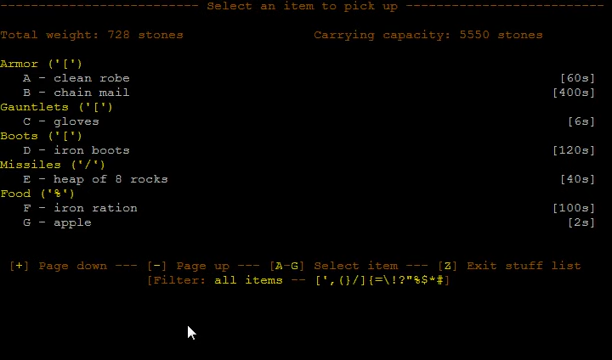 -------------------------- Select an item to pick up --------------------------
Total weight: 728 stones Carrying capacity: 5550 stones
Armor ('[')
A - clean robe [60s]
B - chain mail [400s]
Gauntlets ('[')
C - gloves [6s]
Boots ('[')
D - iron boots [120s]
Missiles ('/')
E - heap of 8 rocks [40s]
Food ('%')
F - iron ration [100s]
G - apple [2s]
[+] Page down --- [-] Page up --- [A-G] Select item --- [Z] Exit stuff list
[Filter: all items -- [',(}/]{=\!?"%$*#]